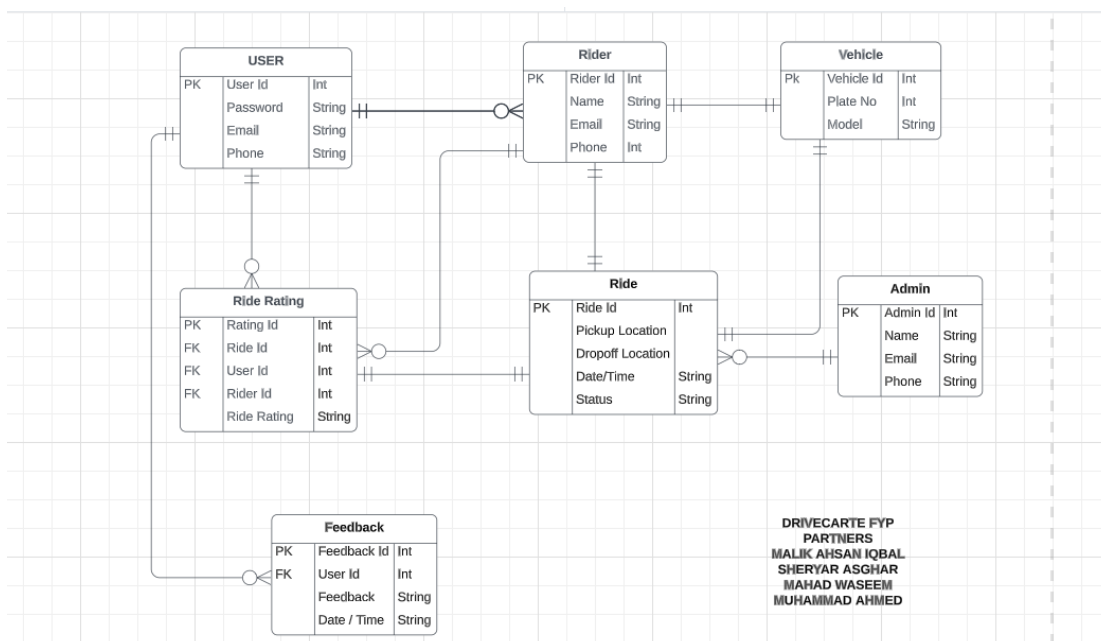 USER
PK User Id Int
Password String
Email String
Phone String
Rider
PK Rider Id Int
Name String
Email String
Phone Int
Vehicle
Pk Vehicle Id Int
Plate No Int
Model String
Ride Rating
PK Rating Id Int
FK Ride Id Int
FK User Id Int
FK Rider Id Int
Ride Rating String
Ride
PK Ride Id Int
Pickup Location
Dropoff Location
Date/Time String
Status String
Admin
PK Admin Id Int
Name String
Email String
Phone String
Feedback
PK Feedback Id Int
FK User Id Int
Feedback String
Date / Time String
DRIVECARTE FYP
PARTNERS
MALIK AHSAN IQBAL
SHERYAR ASGHAR
MAHAD WASEEM
MUHAMMAD AHMED